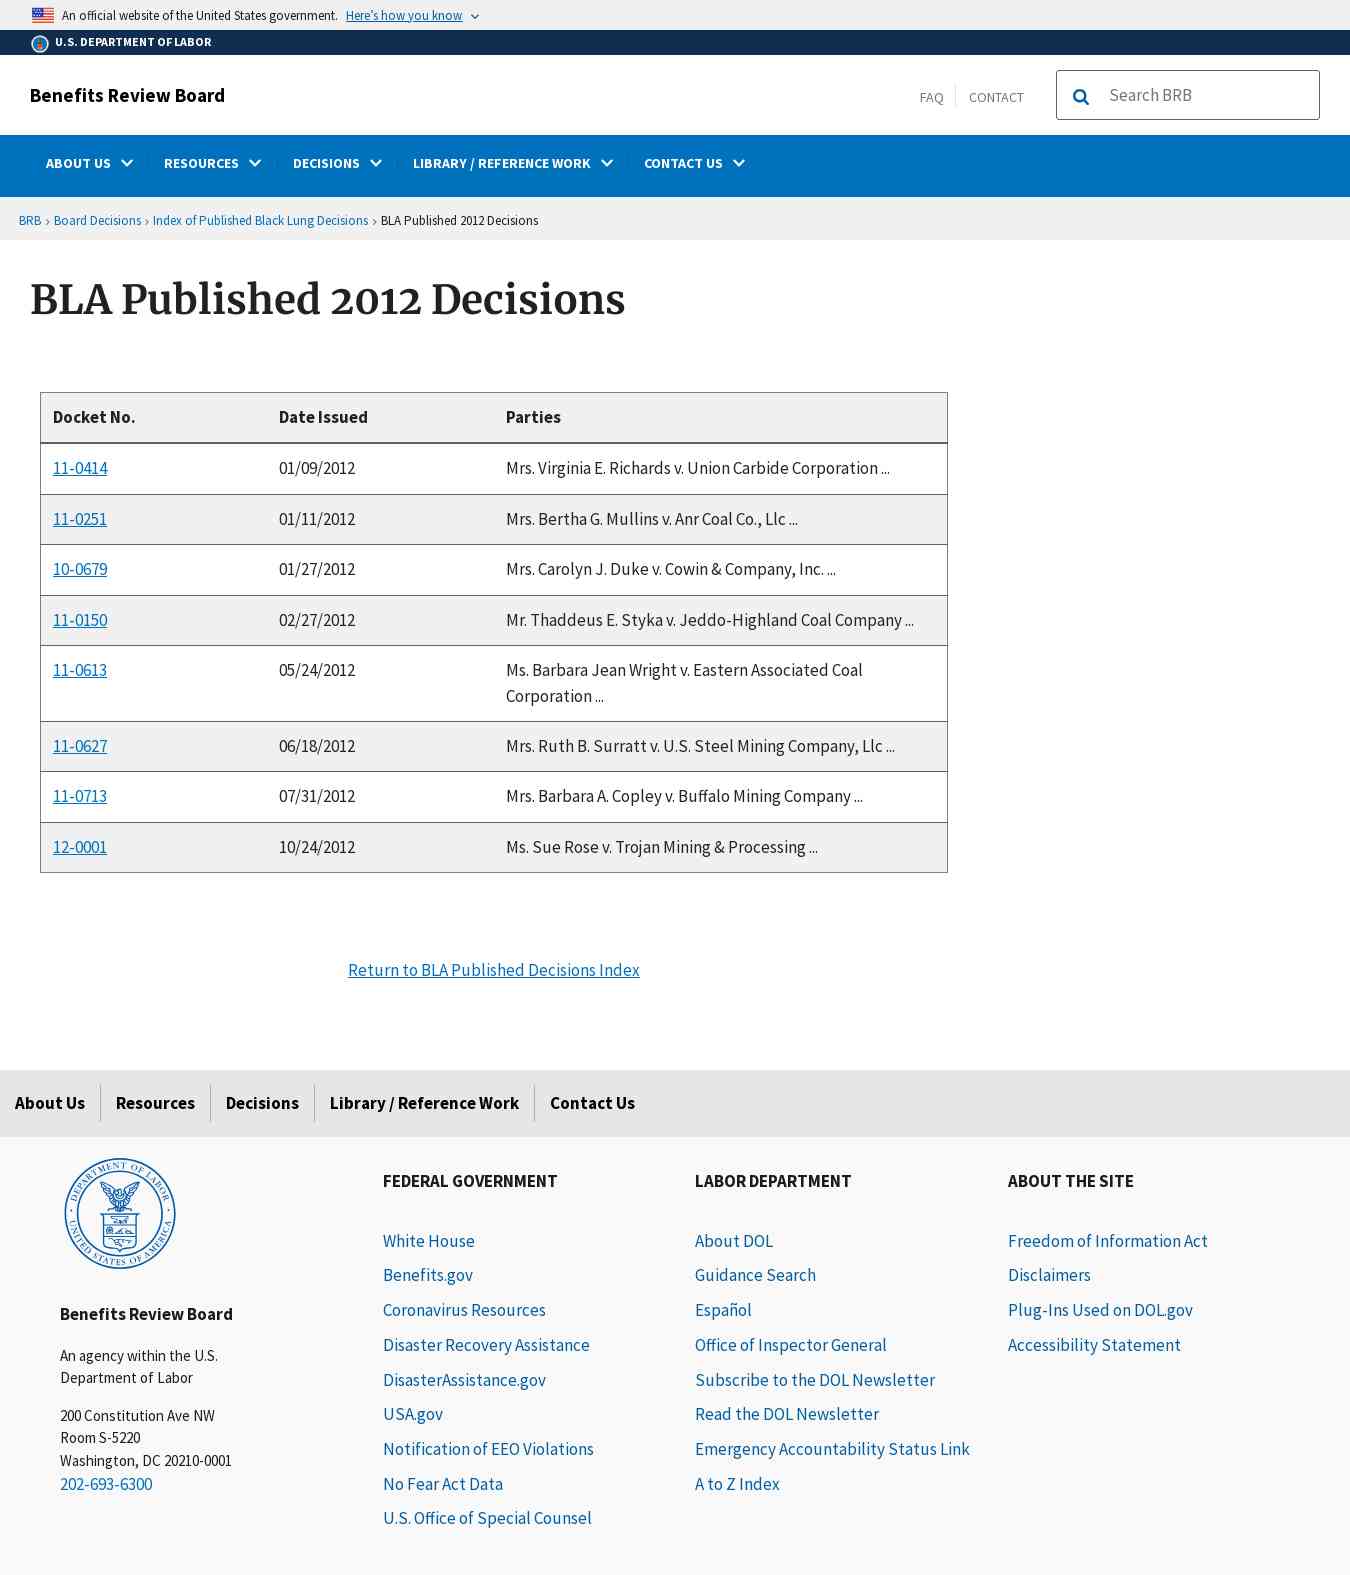 An official website of the United States government. Here's how you know
U.S. DEPARTMENT OF LABOR
Benefits Review Board
FAQ
CONTACT
Search BRB
ABOUT US
RESOURCES
DECISIONS
LIBRARY / REFERENCE WORK
CONTACT US
BRB › Board Decisions › Index of Published Black Lung Decisions › BLA Published 2012 Decisions
BLA Published 2012 Decisions
Docket No. Date Issued Parties
11-0414 01/09/2012 Mrs. Virginia E. Richards v. Union Carbide Corporation ...
11-0251 01/11/2012 Mrs. Bertha G. Mullins v. Anr Coal Co., Llc ...
10-0679 01/27/2012 Mrs. Carolyn J. Duke v. Cowin & Company, Inc. ...
11-0150 02/27/2012 Mr. Thaddeus E. Styka v. Jeddo-Highland Coal Company ...
11-0613 05/24/2012 Ms. Barbara Jean Wright v. Eastern Associated Coal
Corporation ...
11-0627 06/18/2012 Mrs. Ruth B. Surratt v. U.S. Steel Mining Company, Llc ...
11-0713 07/31/2012 Mrs. Barbara A. Copley v. Buffalo Mining Company ...
12-0001 10/24/2012 Ms. Sue Rose v. Trojan Mining & Processing ...
Return to BLA Published Decisions Index
About Us
Resources
Decisions
Library / Reference Work
Contact Us
DEPARTMENT OF LABOR
UNITED STATES OF AMERICA
Benefits Review Board
An agency within the U.S.
Department of Labor
200 Constitution Ave NW
Room S-5220
Washington, DC 20210-0001
202-693-6300
FEDERAL GOVERNMENT
White House
Benefits.gov
Coronavirus Resources
Disaster Recovery Assistance
DisasterAssistance.gov
USA.gov
Notification of EEO Violations
No Fear Act Data
U.S. Office of Special Counsel
LABOR DEPARTMENT
About DOL
Guidance Search
Español
Office of Inspector General
Subscribe to the DOL Newsletter
Read the DOL Newsletter
Emergency Accountability Status Link
A to Z Index
ABOUT THE SITE
Freedom of Information Act
Disclaimers
Plug-Ins Used on DOL.gov
Accessibility Statement